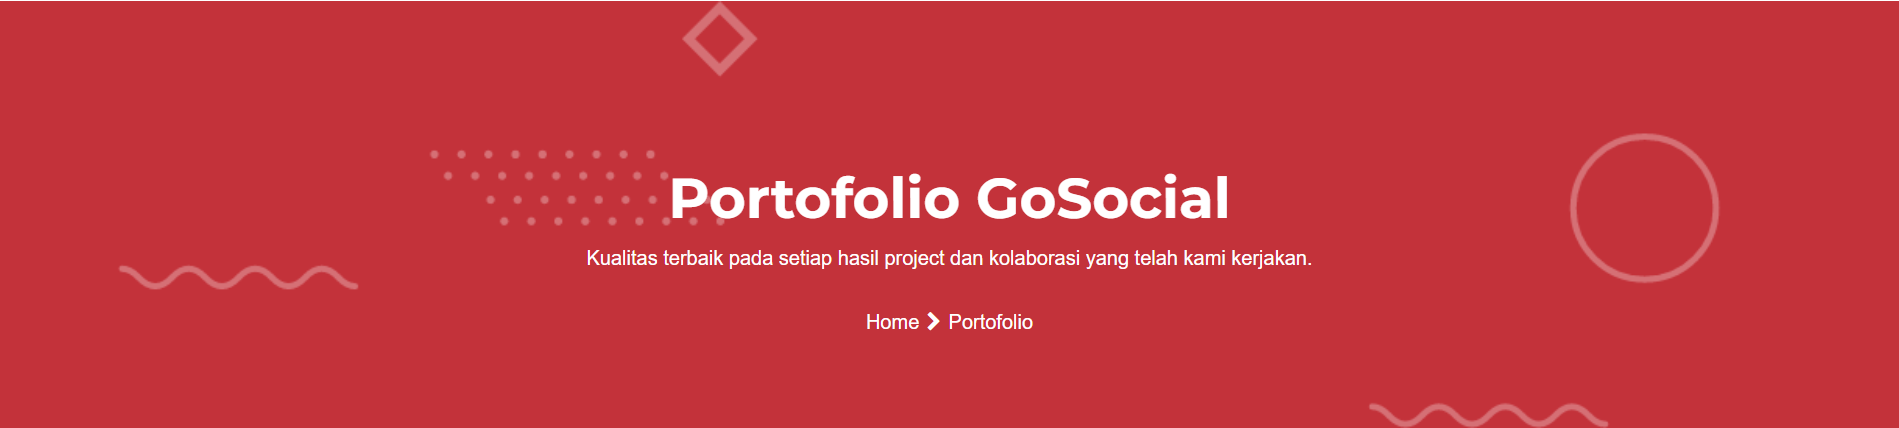 Portofolio GoSocial
Kualitas terbaik pada setiap hasil project dan kolaborasi yang telah kami kerjakan.
Home > Portofolio